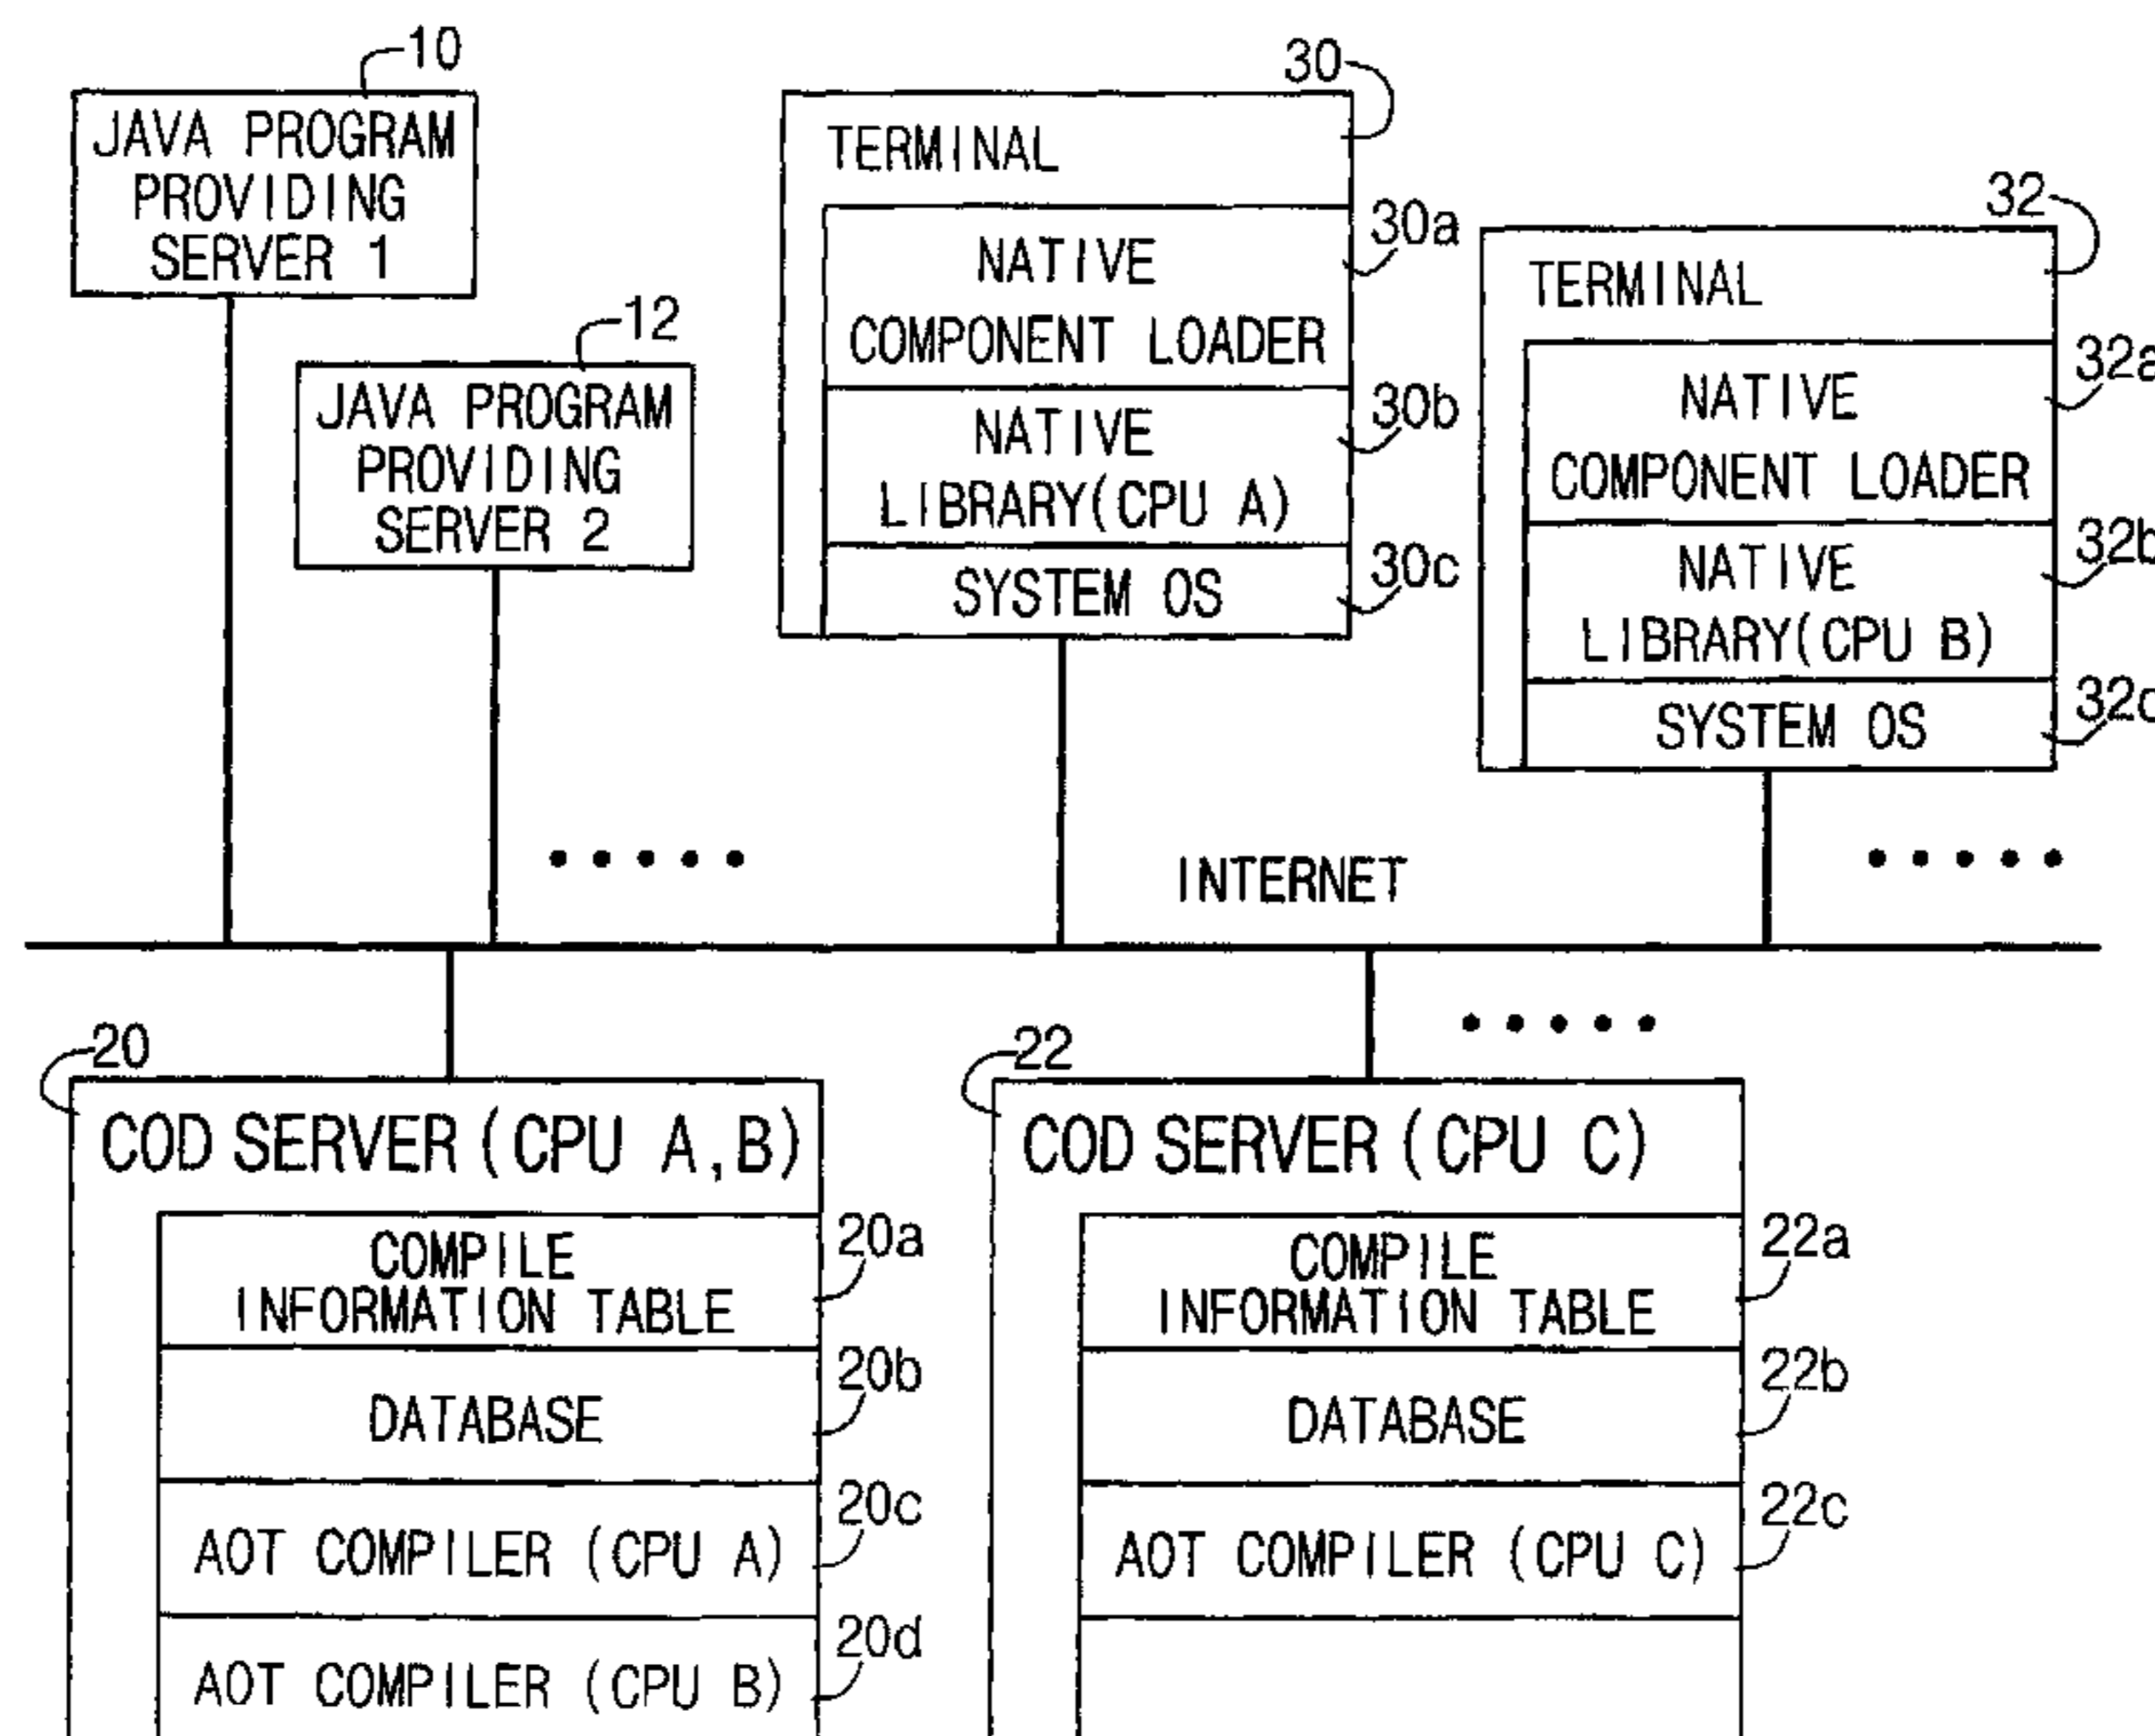 10
JAVA PROGRAM
PROVIDING
SERVER 1
12
JAVA PROGRAM
PROVIDING
SERVER 2
30
TERMINAL
30a
NATIVE
COMPONENT LOADER
30b
NATIVE
LIBRARY(CPU A)
30c
SYSTEM OS
32
TERMINAL
32a
NATIVE
COMPONENT LOADER
32b
NATIVE
LIBRARY(CPU B)
32c
SYSTEM OS
INTERNET
20
COD SERVER (CPU A,B)
20a
COMPILE
INFORMATION TABLE
20b
DATABASE
20c
AOT COMPILER (CPU A)
20d
AOT COMPILER (CPU B)
22
COD SERVER (CPU C)
22a
COMPILE
INFORMATION TABLE
22b
DATABASE
22c
AOT COMPILER (CPU C)